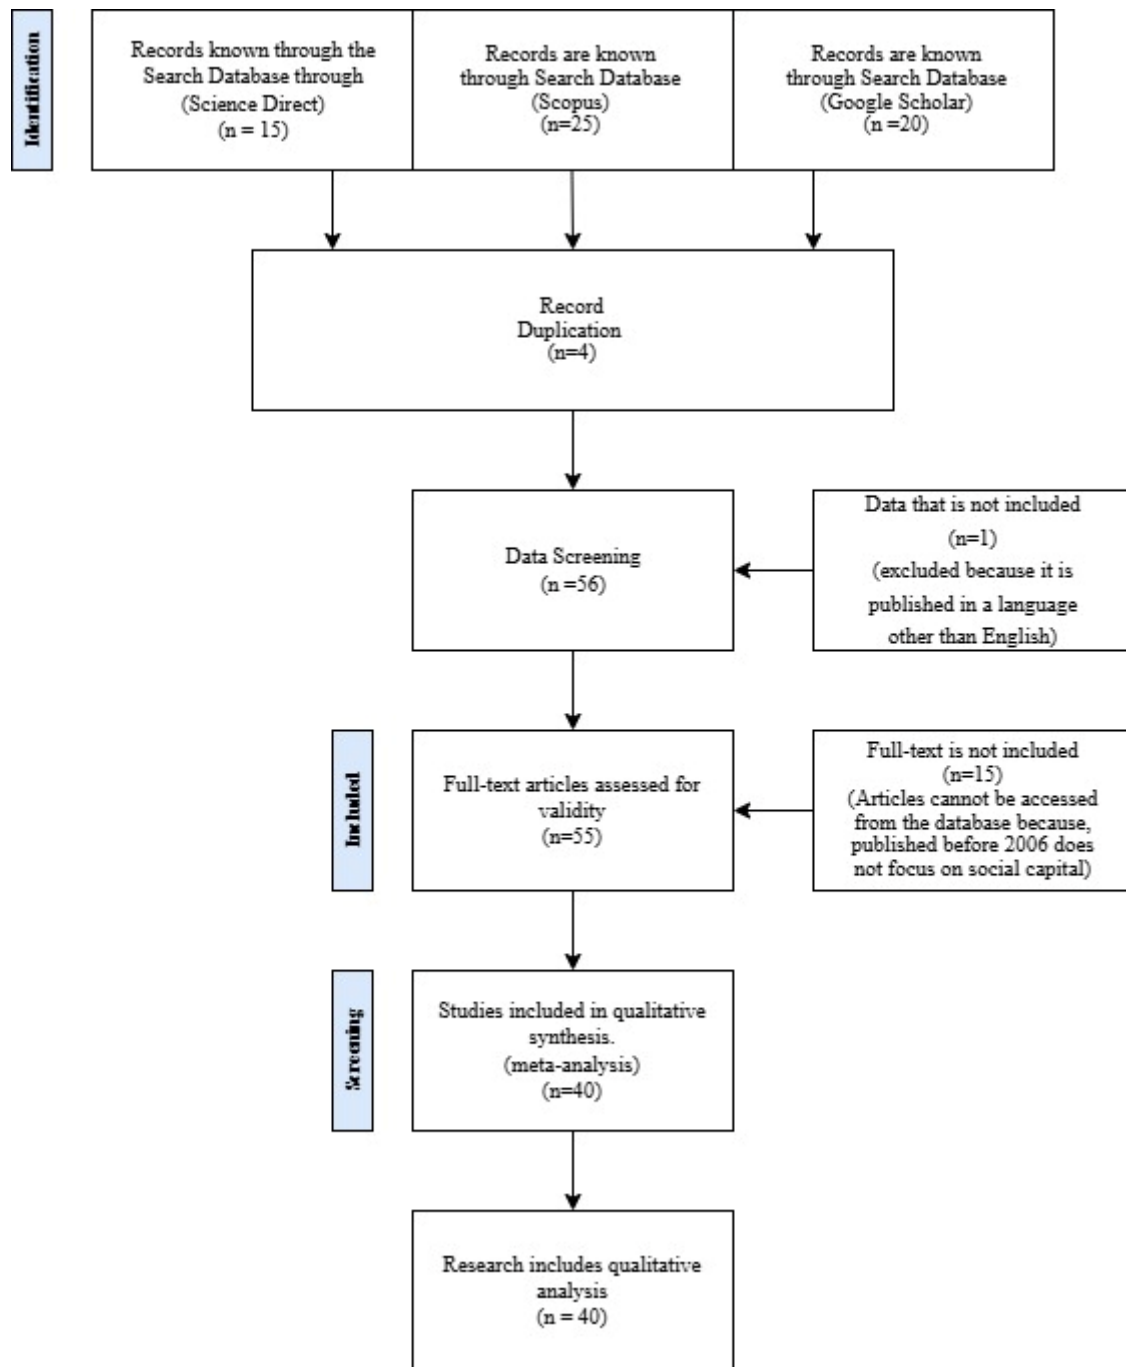 Identification
Records known through the
Search Database through
(Science Direct)
(n = 15)
Records are known
through Search Database
(Scopus)
(n=25)
Records are known
through Search Database
(Google Scholar)
(n =20)
Record
Duplication
(n=4)
Data Screening
(n =56)
Data that is not included
(n=1)
(excluded because it is
published in a language
other than English)
Included
Full-text articles assessed for
validity
(n=55)
Full-text is not included
(n=15)
(Articles cannot be accessed
from the database because,
published before 2006 does
not focus on social capital)
Screening
Studies included in qualitative
synthesis.
(meta-analysis)
(n=40)
Research includes qualitative
analysis
(n = 40)